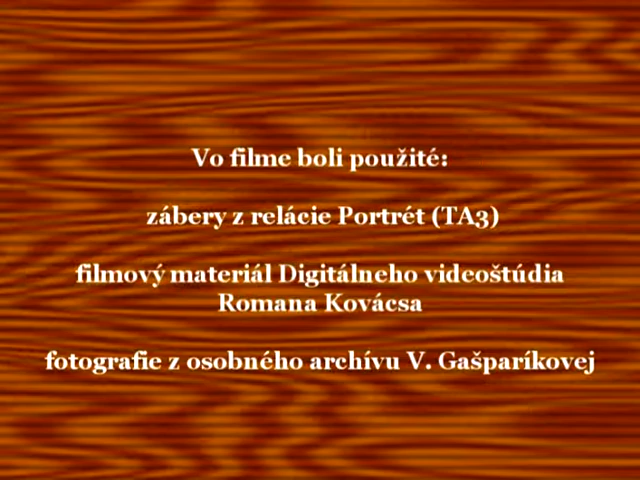 Vo filme boli použité:
zábery z relácie Portrét (TA3)
filmový materiál Digitálneho videoštúdia
Romana Kovácsa
fotografie z osobného archívu V. Gašparíkovej